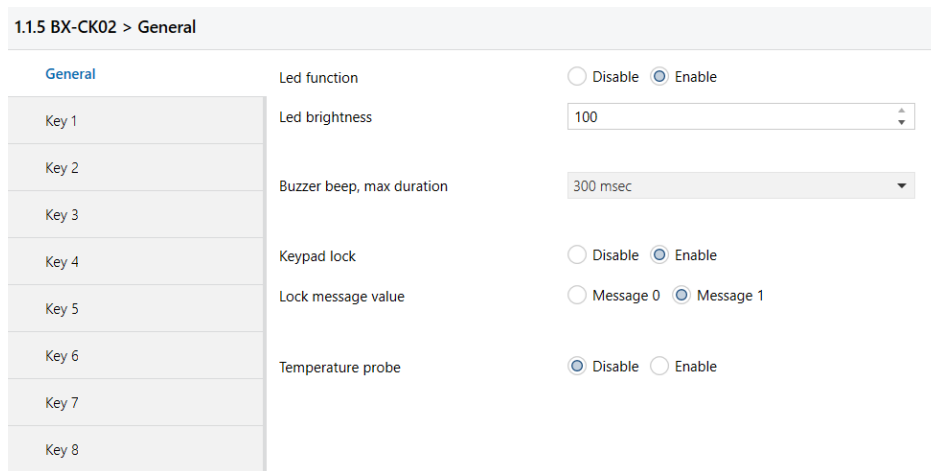 1.1.5 BX-CK02 > General
General
Key 1
Key 2
Key 3
Key 4
Key 5
Key 6
Key 7
Key 8
Led function Disable Enable
Led brightness 100
Buzzer beep, max duration 300 msec
Keypad lock Disable Enable
Lock message value Message 0 Message 1
Temperature probe Disable Enable